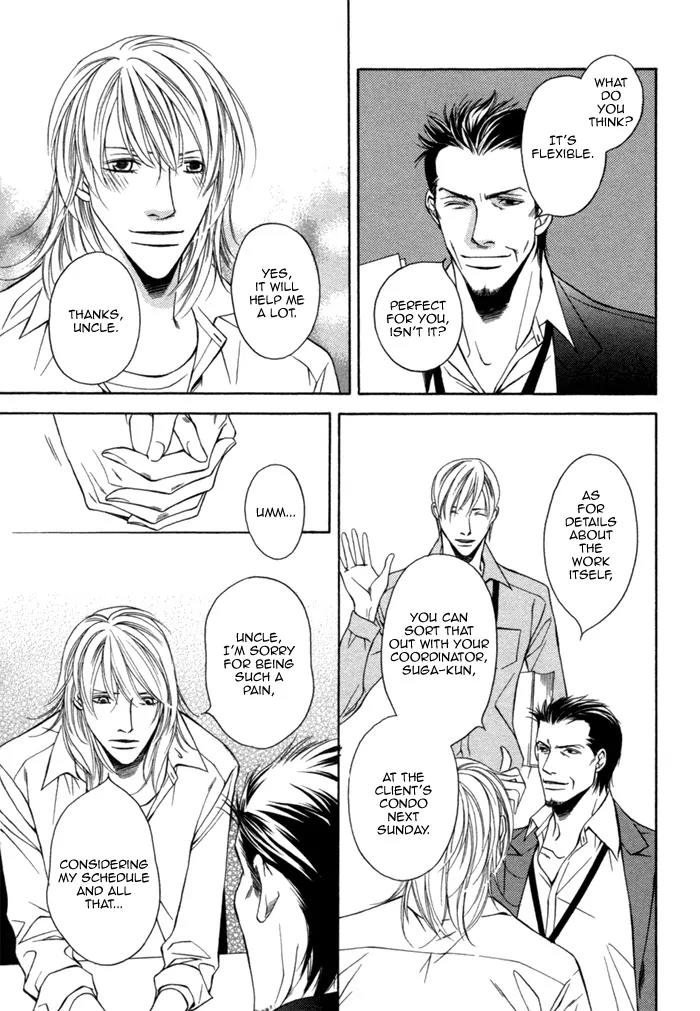 WHAT
DO
YOU
THINK?
IT'S
FLEXIBLE.
PERFECT
FOR YOU,
ISN'T IT?
YES,
IT WILL
HELP ME
A LOT.
THANKS,
UNCLE.
AS
FOR
DETAILS
ABOUT
THE
WORK
ITSELF,
YOU CAN
SORT THAT
OUT WITH YOUR
COORDINATOR,
SUGA-KUN,
AT
THE
CLIENT'S
CONDO
NEXT
SUNDAY.
UMM...
UNCLE,
I'M SORRY
FOR BEING
SUCH A
PAIN,
CONSIDERING
MY SCHEDULE
AND ALL
THAT...